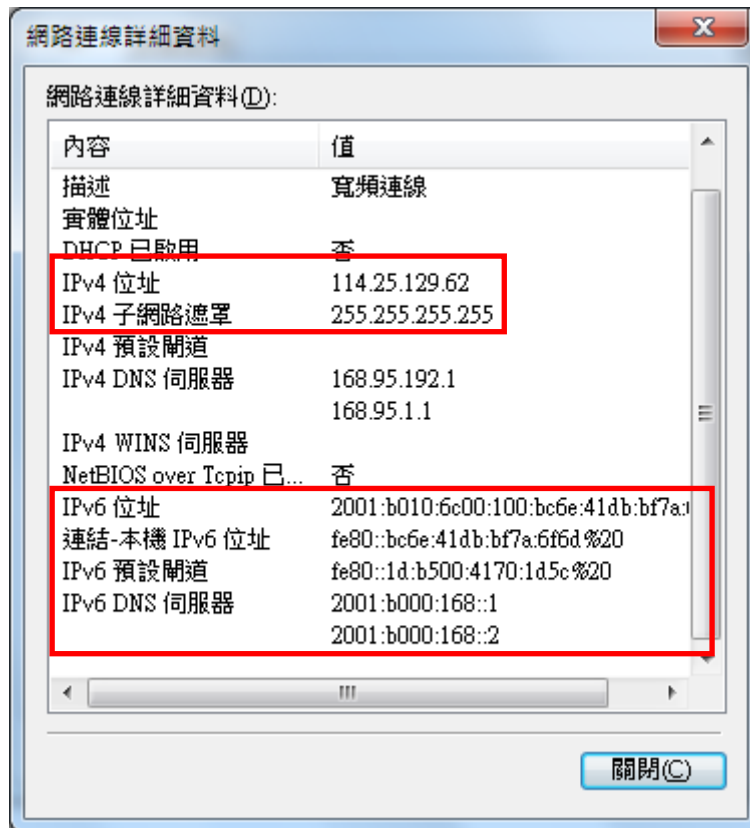 網路連線詳細資料
網路連線詳細資料(D):
內容 值
描述 寬頻連線
實體位址
DHCP 已啟用 否
IPv4 位址 114.25.129.62
IPv4 子網路遮罩 255.255.255.255
IPv4 預設閘道
IPv4 DNS 伺服器 168.95.192.1
168.95.1.1
IPv4 WINS 伺服器
NetBIOS over Tcpip 已... 否
IPv6 位址 2001:b010:6c00:100:bc6e:41db:bf7a:
連結-本機 IPv6 位址 fe80::bc6e:41db:bf7a:6f6d%20
IPv6 預設閘道 fe80::1d:b500:4170:1d5c%20
IPv6 DNS 伺服器 2001:b000:168::1
2001:b000:168::2
關閉(C)